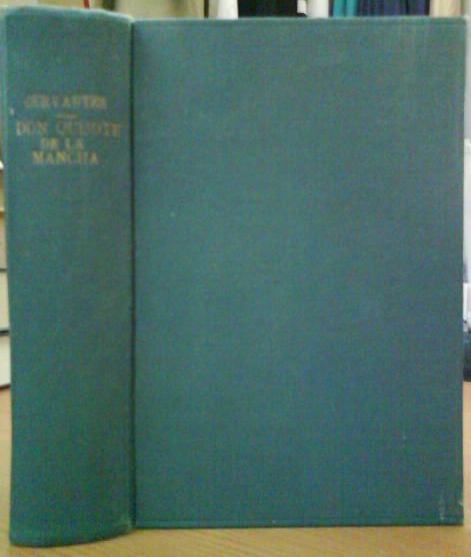 CERVANTES
DON QUIJOTE
DE LA
MANCHA